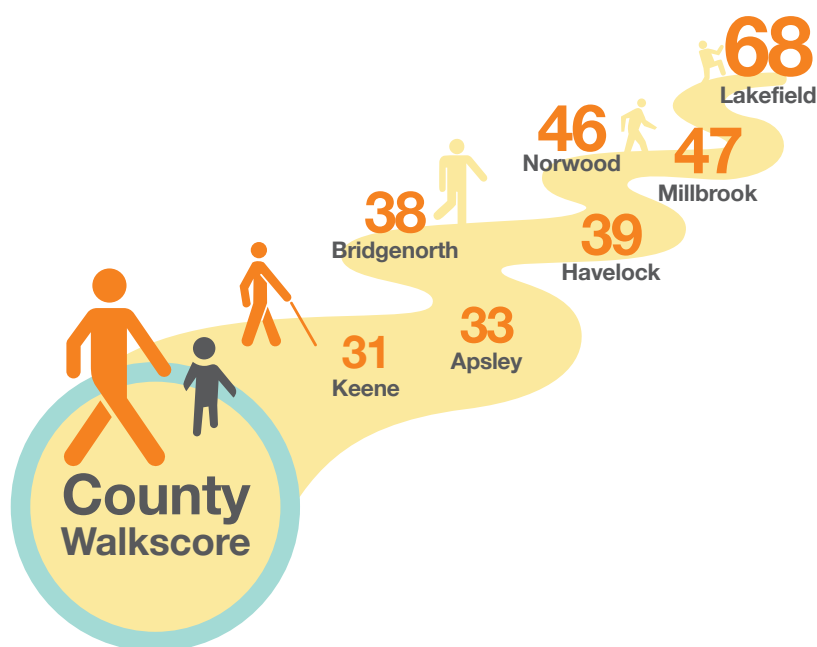 68
Lakefield
46
Norwood
47
Millbrook
38
Bridgenorth
39
Havelock
31
Keene
33
Apsley
County
Walkscore